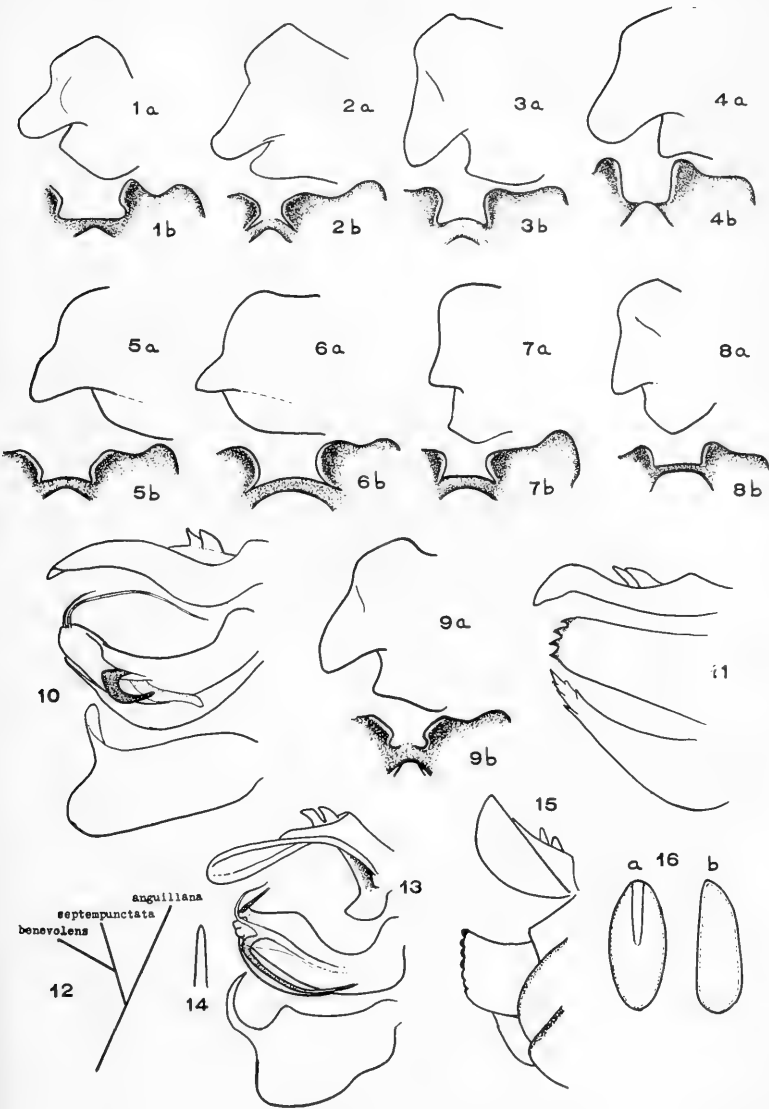 1a
2a
3a
4a
1b
2b
3b
4b
5a
6a
7a
8a
5b
6b
7b
8b
10
9a
11
9b
15
13
a 16 b
anguillana
septempunctata
benevolens
12
14